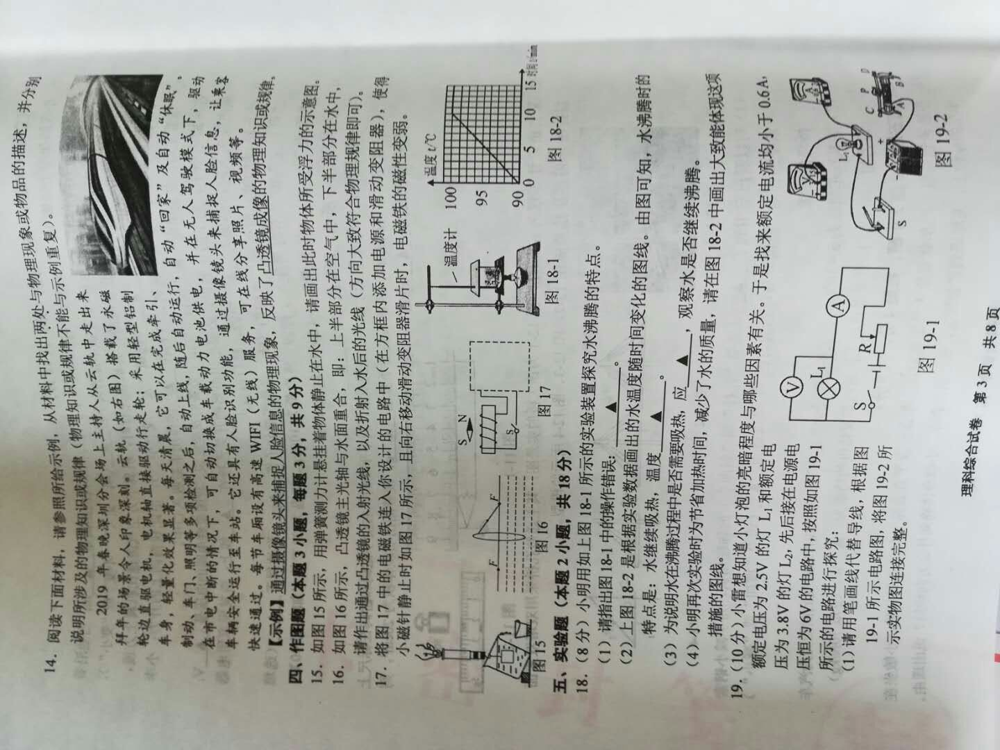 14. 阅读下面材料，请参照所给示例，从材料中找出两处与物理现象或物品的描述，并分别
说明所涉及的物理知识或规律（物理知识或规律不能与示例重复）。
2019 年春晚深圳分会场上主持人从云轨中走出来
拜年的场景令人印象深刻。云轨（如右图）搭载了永磁
轮边直驱电机，电机轴直接驱动行走轮；采用轻型铝制
车身，轻量化效果显著。每天清晨，它可以在完成牵引、
制动、车门、照明等多项检测之后，自动上线，随后自动运行，自动“回家”及自动“休眠”。
在市电中断的情况下，可自动切换成车载动力电池供电，并在无人驾驶模式下，驱动
车辆安全运行至车站。它还具有人脸识别功能，通过摄像镜头来捕捉人脸信息，让乘客
快速通过。每节车厢设有高速 WIFI（无线）服务，可在线分享照片、视频等。
【示例】通过摄像镜头来捕捉人脸信息的物理现象，反映了凸透镜成像的物理知识或规律。
四、作图题（本题 3 小题，每题 3 分，共 9 分）
15. 如图 15 所示，用弹簧测力计悬挂着物体静止在水中，请画出此时物体所受浮力的示意图。
16. 如图 16 所示，凸透镜主光轴与水面重合，即：上半部分在空气中，下半部分在水中，
请作出通过凸透镜的入射光线，以及折射入水后的光线（方向大致符合物理规律即可）。
17. 将图 17 中的电磁铁连入你设计的电路中（在方框内添加电源和滑动变阻器），使得
小磁针静止时如图 17 所示，且向右移动滑动变阻器滑片时，电磁铁的磁性变弱。
图 15
F F
图 16
S N
S
图 17
温度计
图 18-1
温度 t/℃
100
95
90
0 5 10 15 时间 t/min
图 18-2
五、实验题（本题 2 小题，共 18 分）
18.（8 分）小明用如上图 18-1 所示的实验装置探究水沸腾的特点。
（1）请指出图 18-1 中的操作错误：▲。
（2）上图 18-2 是根据实验数据画出的水温度随时间变化的图线。由图可知，水沸腾时的
特点是：水继续吸热，温度▲。
（3）为说明水在沸腾过程中是否需要吸热，应▲，观察水是否继续沸腾。
（4）小明再次实验时为节省加热时间，减少了水的质量，请在图 18-2 中画出大致能体现这项
措施的图线。
19.（10 分）小雷想知道小灯泡的亮暗程度与哪些因素有关。于是找来额定电流均小于 0.6A，
额定电压为 2.5V 的灯 L₁ 和额定电
压为 3.8V 的灯 L₂，先后接在电源电
压恒为 6V 的电路中，按照如图 19-1
所示的电路进行探究：
（1）请用笔画线代替导线，根据图
19-1 所示电路图，将图 19-2 所
示实物图连接完整。
V
L₁
A
S
R
图 19-1
V
A
L₁
S
- +
C P D
A B
图 19-2
理科综合试卷 第 3 页 共 8 页